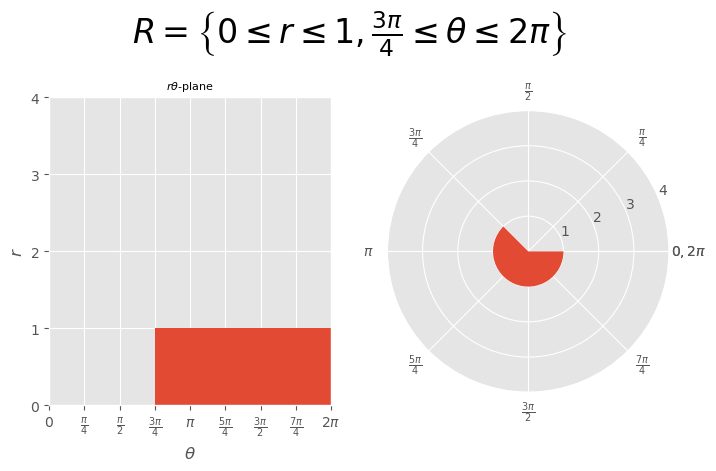 R = {0 ≤ r ≤ 1, 3π/4 ≤ θ ≤ 2π}
rθ-plane
4
3
2
1
0
r
0 π/4 π/2 3π/4 π 5π/4 3π/2 7π/4 2π
θ
π/2
3π/4 π/4
4
3
2
1
π 0, 2π
5π/4 7π/4
3π/2